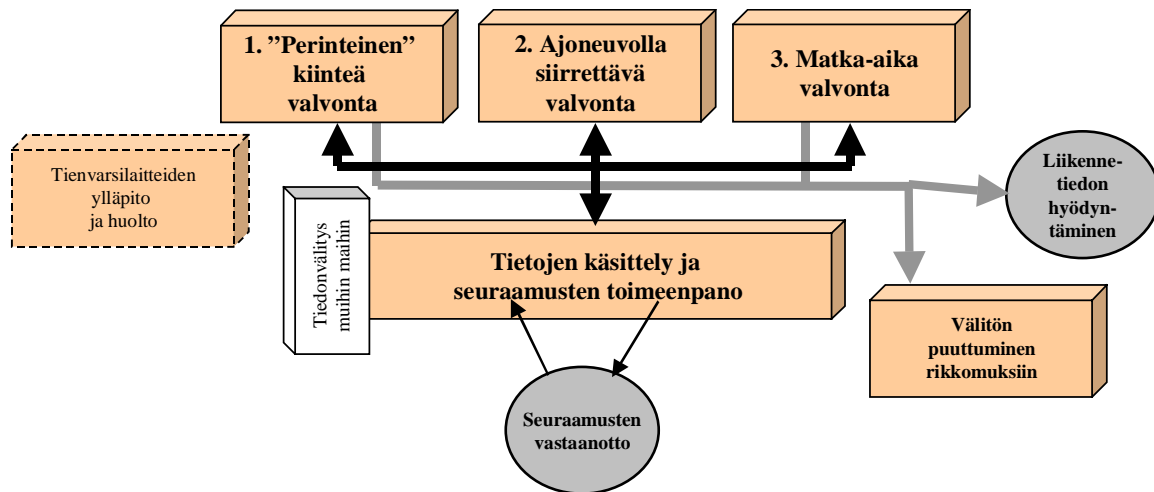 1. ”Perinteinen”
kiinteä
valvonta
2. Ajoneuvolla
siirrettävä
valvonta
3. Matka-aika
valvonta
Tienvarsilaitteiden
ylläpito
ja huolto
Liikenne-
tiedon
hyödyn-
täminen
Tiedonvälitys
muihin maihin
Tietojen käsittely ja
seuraamusten toimeenpano
Välitön
puuttuminen
rikkomuksiin
Seuraamusten
vastaanotto